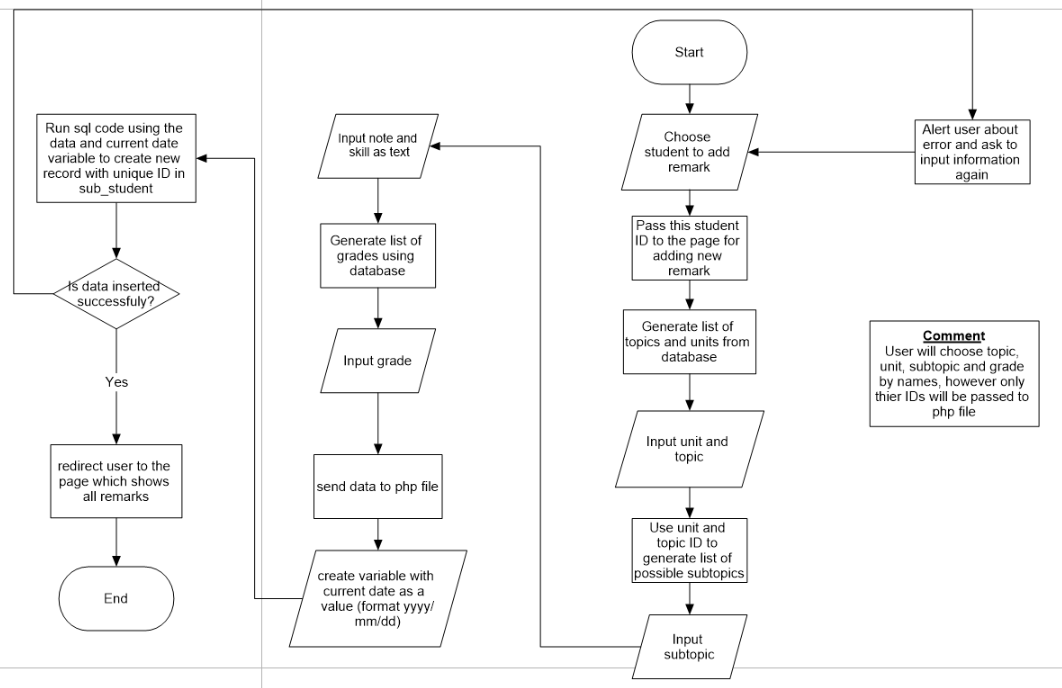 Start
Choose
student to add
remark
Pass this student
ID to the page for
adding new
remark
Generate list of
topics and units from
database
Input unit and
topic
Use unit and
topic ID to
generate list of
possible subtopics
Input
subtopic
Input note and
skill as text
Generate list of
grades using
database
Input grade
send data to php file
create variable with
current date as a
value (format yyyy/
mm/dd)
Run sql code using the
data and current date
variable to create new
record with unique ID in
sub_student
Is data inserted
successfuly?
Yes
redirect user to the
page which shows
all remarks
End
Alert user about
error and ask to
input information
again
Comment
User will choose topic,
unit, subtopic and grade
by names, however only
thier IDs will be passed to
php file